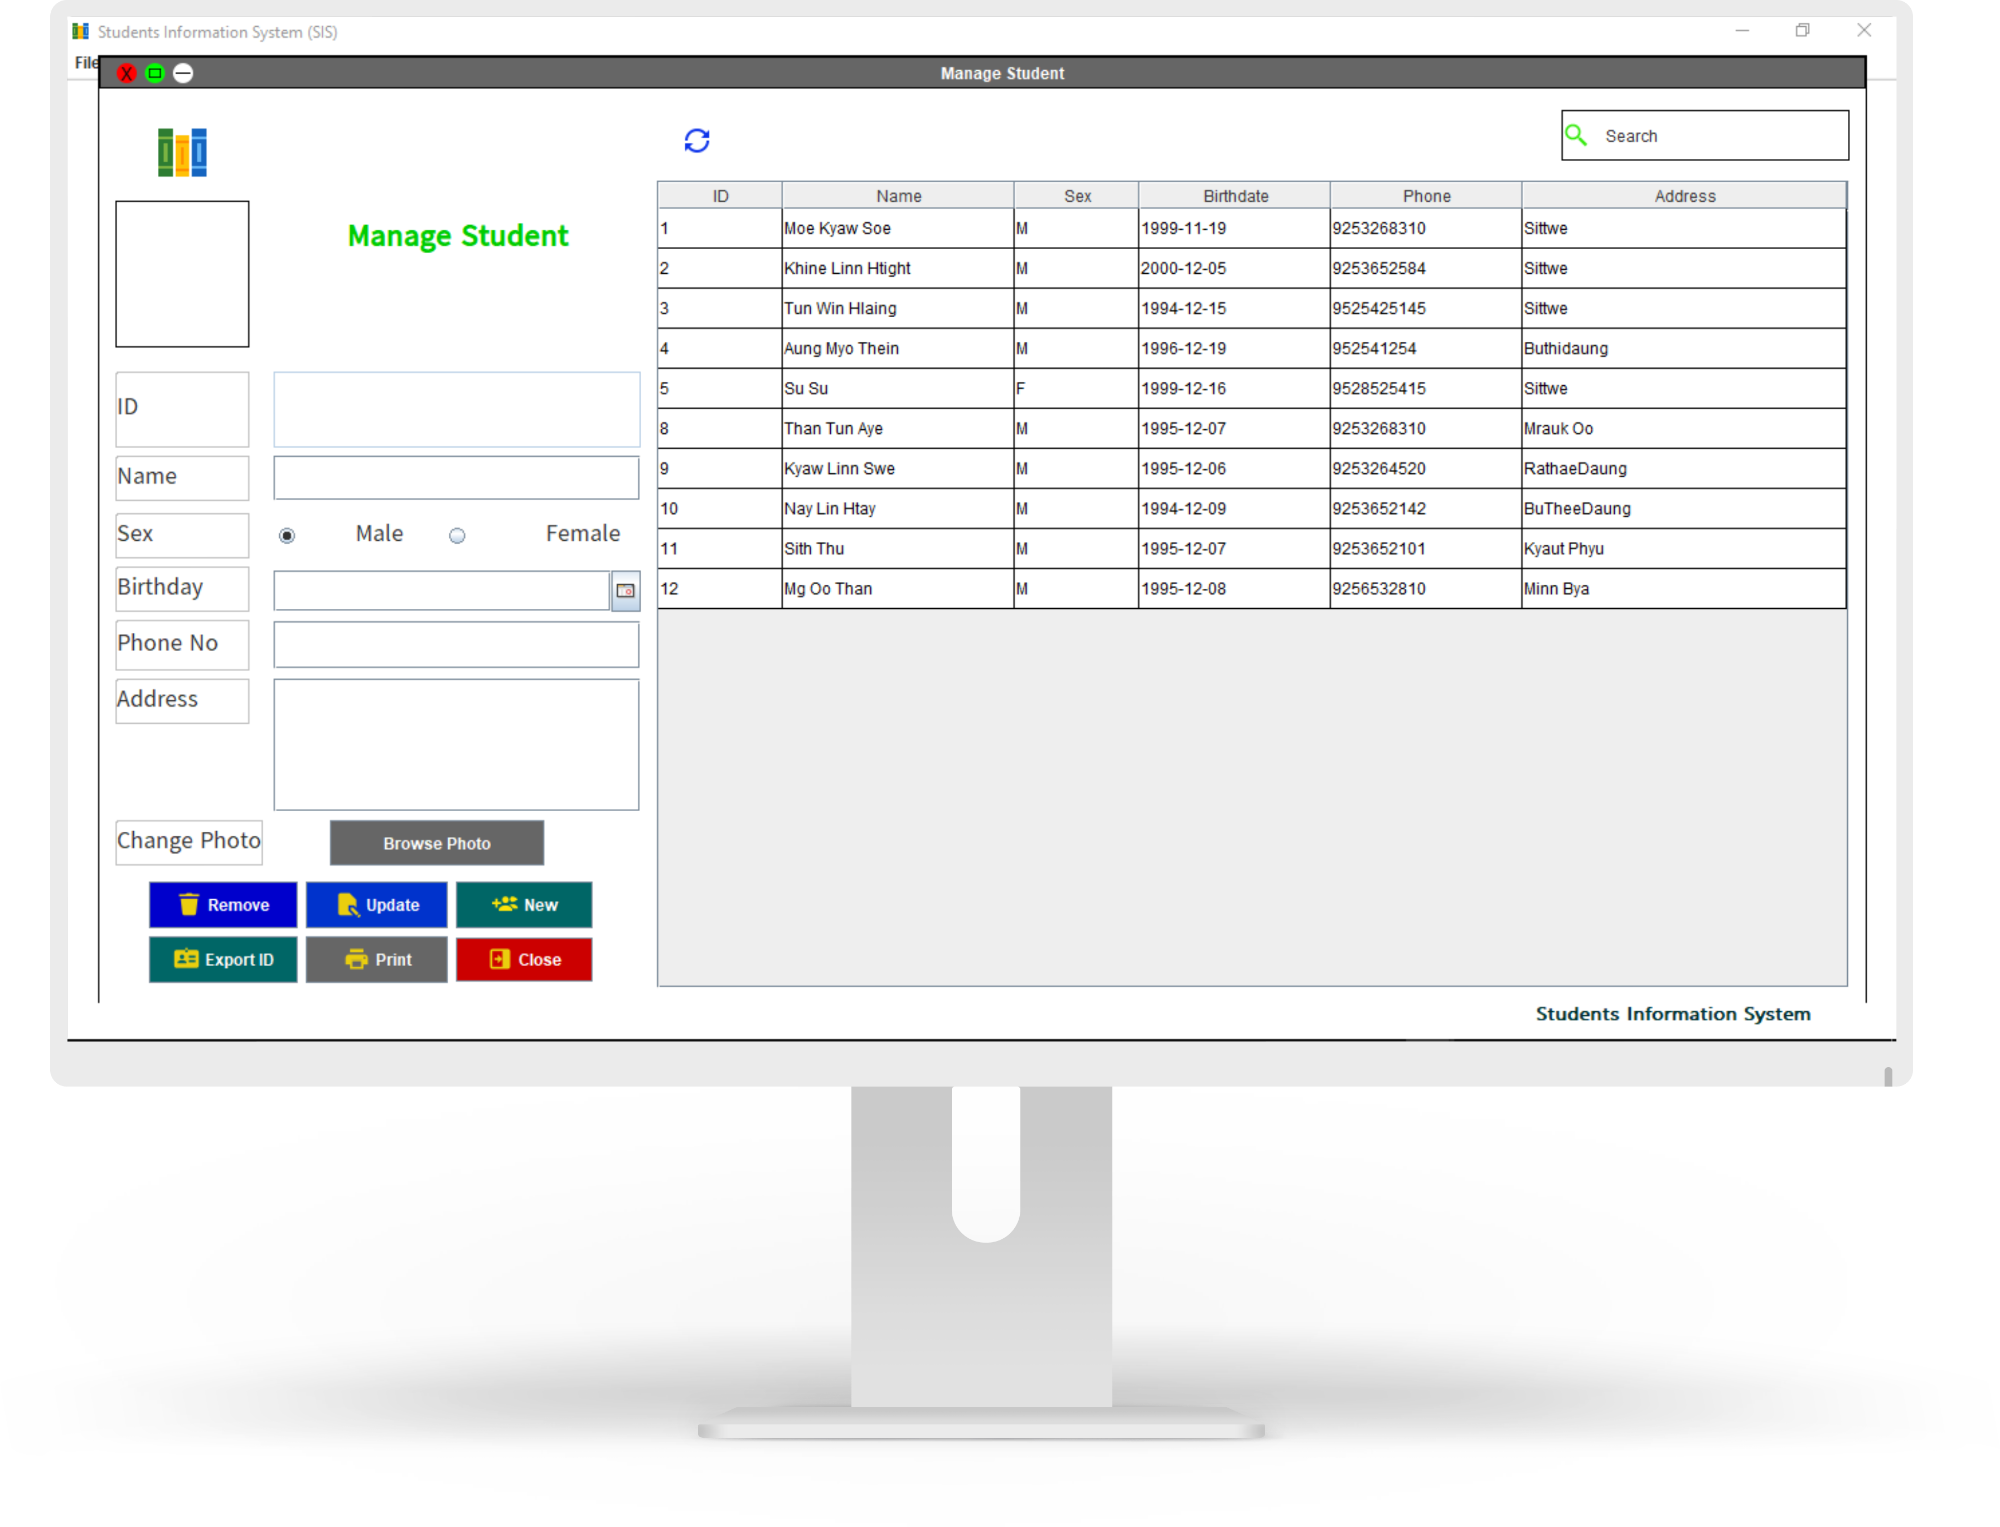 Students Information System (SIS)
File
X
Manage Student
Search
Manage Student
ID Name Sex Birthdate Phone Address
1 Moe Kyaw Soe M 1999-11-19 9253268310 Sittwe
2 Khine Linn Htight M 2000-12-05 9253652584 Sittwe
3 Tun Win Hlaing M 1994-12-15 9525425145 Sittwe
4 Aung Myo Thein M 1996-12-19 952541254 Buthidaung
5 Su Su F 1999-12-16 9528525415 Sittwe
8 Than Tun Aye M 1995-12-07 9253268310 Mrauk Oo
9 Kyaw Linn Swe M 1995-12-06 9253264520 RathaeDaung
10 Nay Lin Htay M 1994-12-09 9253652142 BuTheeDaung
11 Sith Thu M 1995-12-07 9253652101 Kyaut Phyu
12 Mg Oo Than M 1995-12-08 9256532810 Minn Bya
ID
Name
Sex Male Female
Birthday
Phone No
Address
Change Photo Browse Photo
Remove Update New
Export ID Print Close
Students Information System